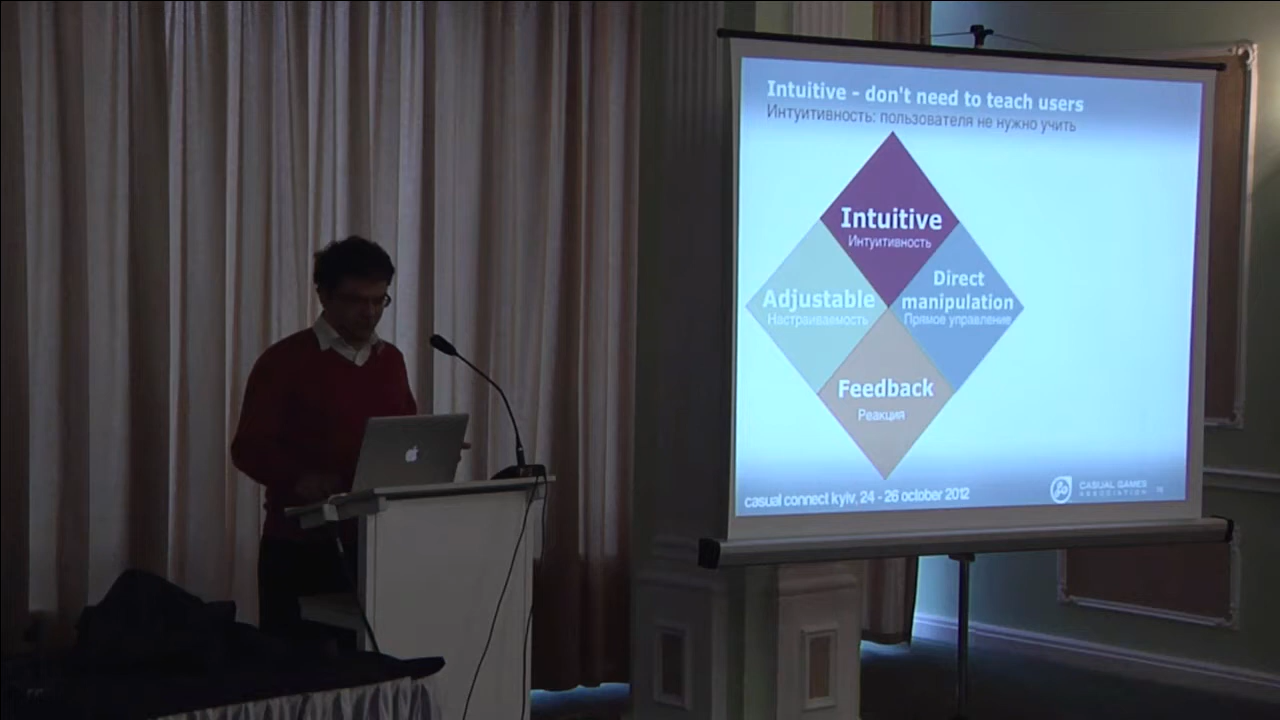 Intuitive - don't need to teach users
Интуитивность: пользователя не нужно учить
Intuitive
Интуитивность
Adjustable
Настраиваемость
Direct
manipulation
Прямое управление
Feedback
Реакция
casual connect kyiv, 24 - 26 october 2012
CASUAL GAMES
ASSOCIATION